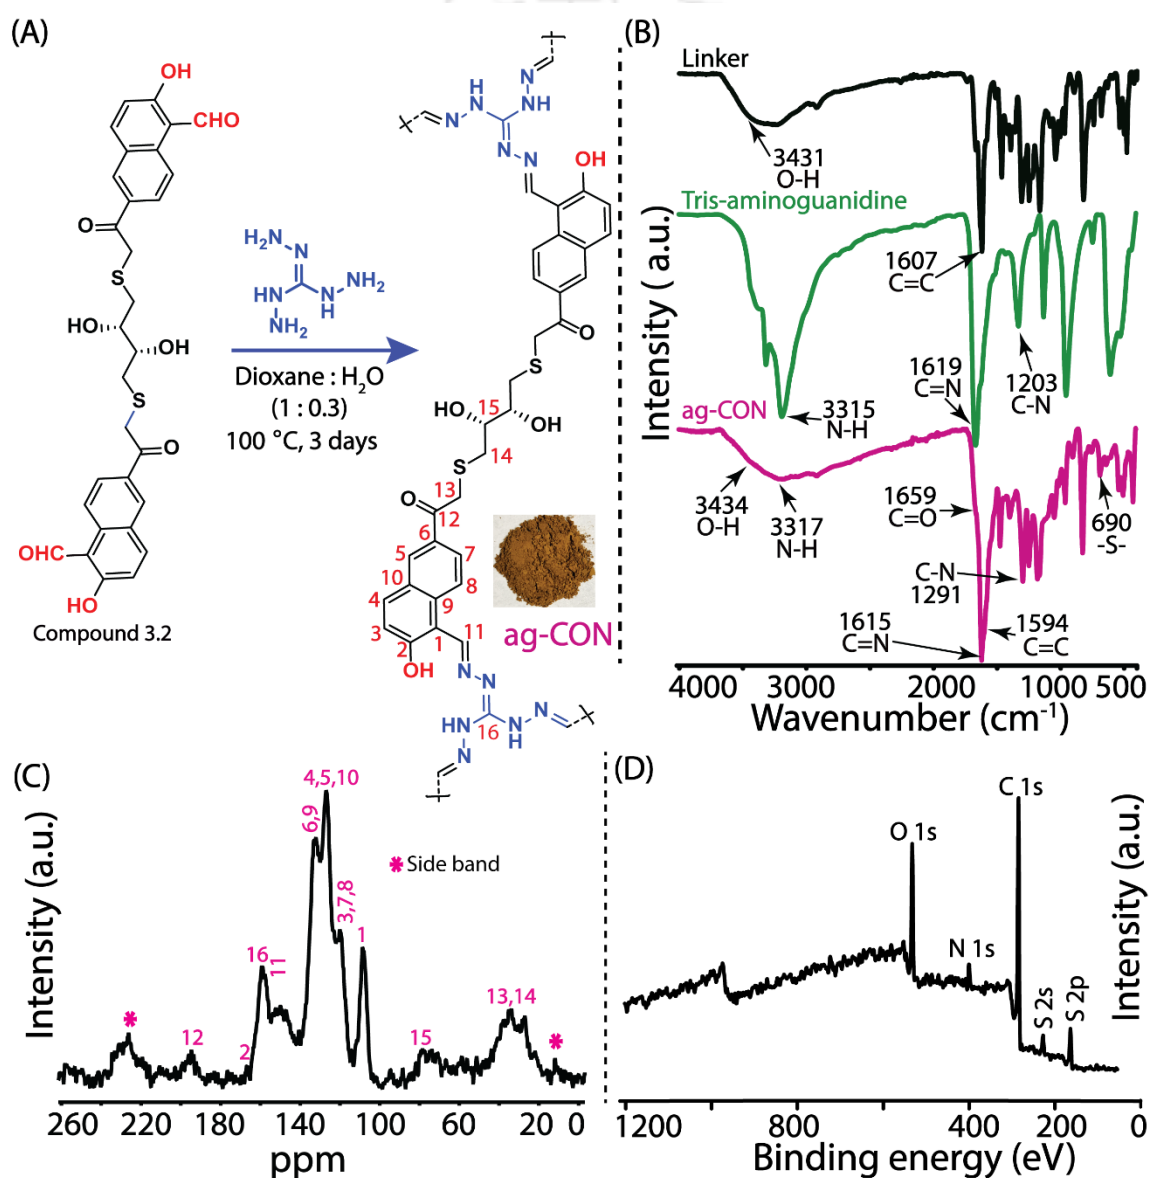 (A)
OH
CHO
O
S
HO
OH
S
O
OHC
HO
Compound 3.2
H₂N
N
HN
N
H
NH₂
NH₂
Dioxane : H₂O
(1 : 0.3)
100 °C, 3 days
N
N
H
N
NH
N
N
OH
O
S
HO
15
OH
14
S
13
O
12
6
5
7
10
8
4
9
3
1
11
2
OH
N
N
HN
16
N
H
N
N
ag-CON
(B)
Linker
3431
O-H
Tris-aminoguanidine
1607
C=C
1619
C=N
1203
C-N
3315
N-H
ag-CON
3434
O-H
3317
N-H
1659
C=O
690
-S-
C-N
1291
1615
C=N
1594
C=C
Intensity ( a.u.)
4000 3000 2000 1000 500
Wavenumber (cm⁻¹)
(C)
4,5,10
6,9
3,7,8
1
16
11
2
12
15
13,14
* Side band
*
*
Intensity (a.u.)
260 220 180 140 100 60 40 0
ppm
(D)
C 1s
O 1s
N 1s
S 2s
S 2p
Intensity (a.u.)
1200 800 400 200 0
Binding energy (eV)